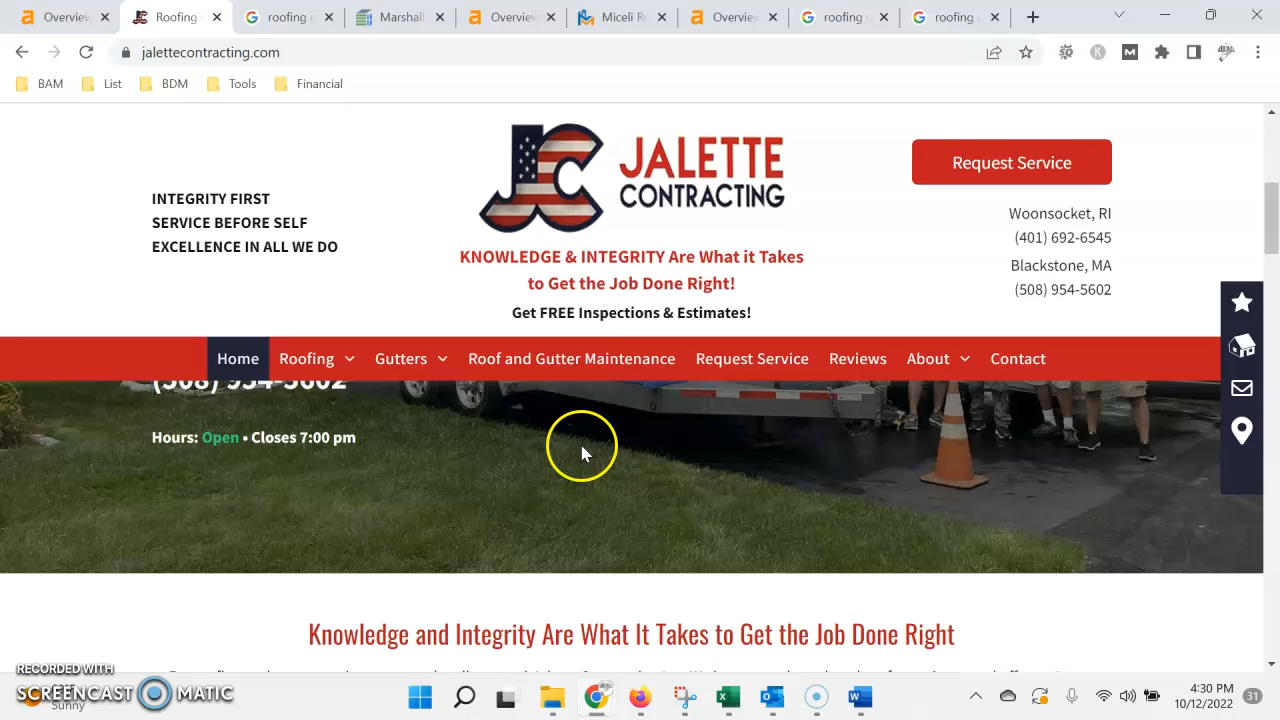 Overview
Roofing
roofing c
Marshall
Overview
Miceli Ro
Overview
roofing
roofing
jalettecontracting.com
BAM
List
BDM
Tools
Financial
INTEGRITY FIRST
SERVICE BEFORE SELF
EXCELLENCE IN ALL WE DO
JC
JALETTE
CONTRACTING
KNOWLEDGE & INTEGRITY Are What it Takes
to Get the Job Done Right!
Get FREE Inspections & Estimates!
Request Service
Woonsocket, RI
(401) 692-6545
Blackstone, MA
(508) 954-5602
Home Roofing Gutters Roof and Gutter Maintenance Request Service Reviews About Contact
(508) 954-5602
Hours: Open • Closes 7:00 pm
Knowledge and Integrity Are What It Takes to Get the Job Done Right
RECORDED WITH
SCREENCAST MATIC
Sunny
4:30 PM
10/12/2022
31